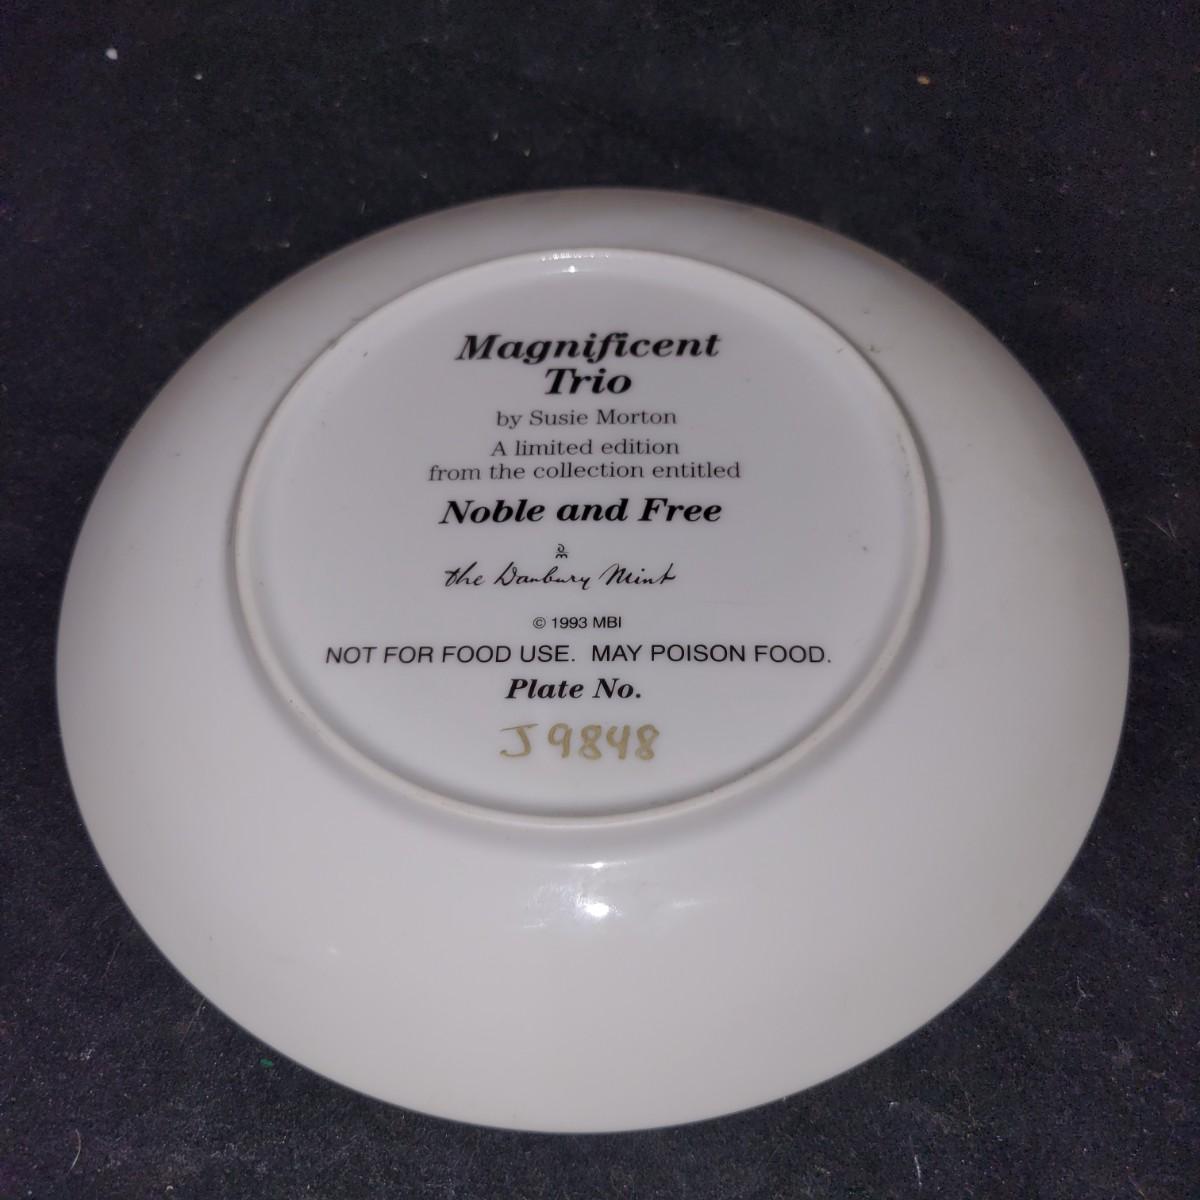 Magnificent
Trio
by Susie Morton
A limited edition
from the collection entitled
Noble and Free
the Danbury Mint
© 1993 MBI
NOT FOR FOOD USE. MAY POISON FOOD.
Plate No.
J9848